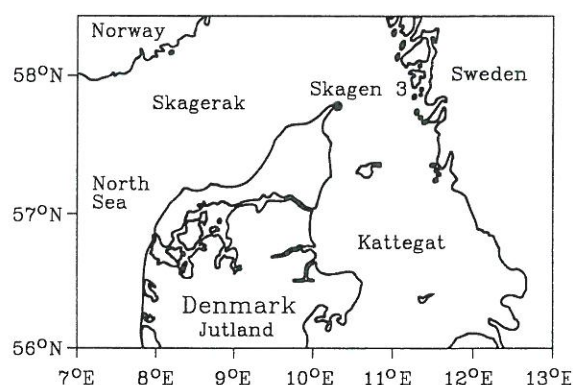 Norway
58°N
Skagen 3
Sweden
Skagerak
North
Sea
57°N
Kattegat
Denmark
Jutland
56°N
7°E 8°E 9°E 10°E 11°E 12°E 13°E